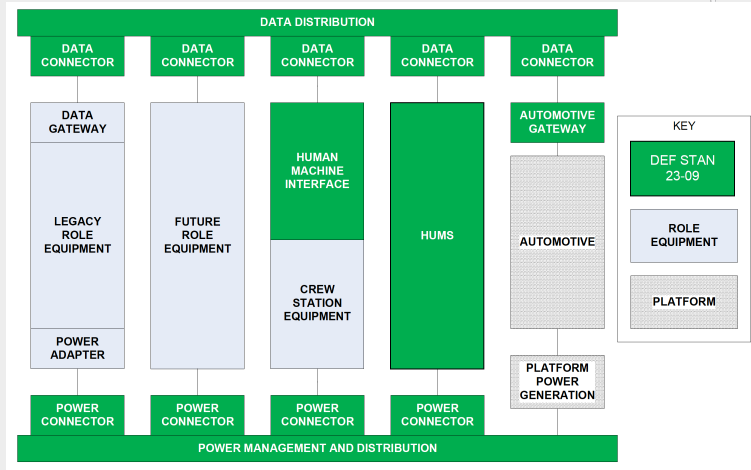 DATA DISTRIBUTION
DATA
CONNECTOR
DATA
CONNECTOR
DATA
CONNECTOR
DATA
CONNECTOR
DATA
CONNECTOR
DATA
GATEWAY
LEGACY
ROLE
EQUIPMENT
POWER
ADAPTER
FUTURE
ROLE
EQUIPMENT
HUMAN
MACHINE
INTERFACE
CREW
STATION
EQUIPMENT
HUMS
AUTOMOTIVE
GATEWAY
AUTOMOTIVE
PLATFORM
POWER
GENERATION
POWER
CONNECTOR
POWER
CONNECTOR
POWER
CONNECTOR
POWER
CONNECTOR
POWER MANAGEMENT AND DISTRIBUTION
KEY
DEF STAN
23-09
ROLE
EQUIPMENT
PLATFORM